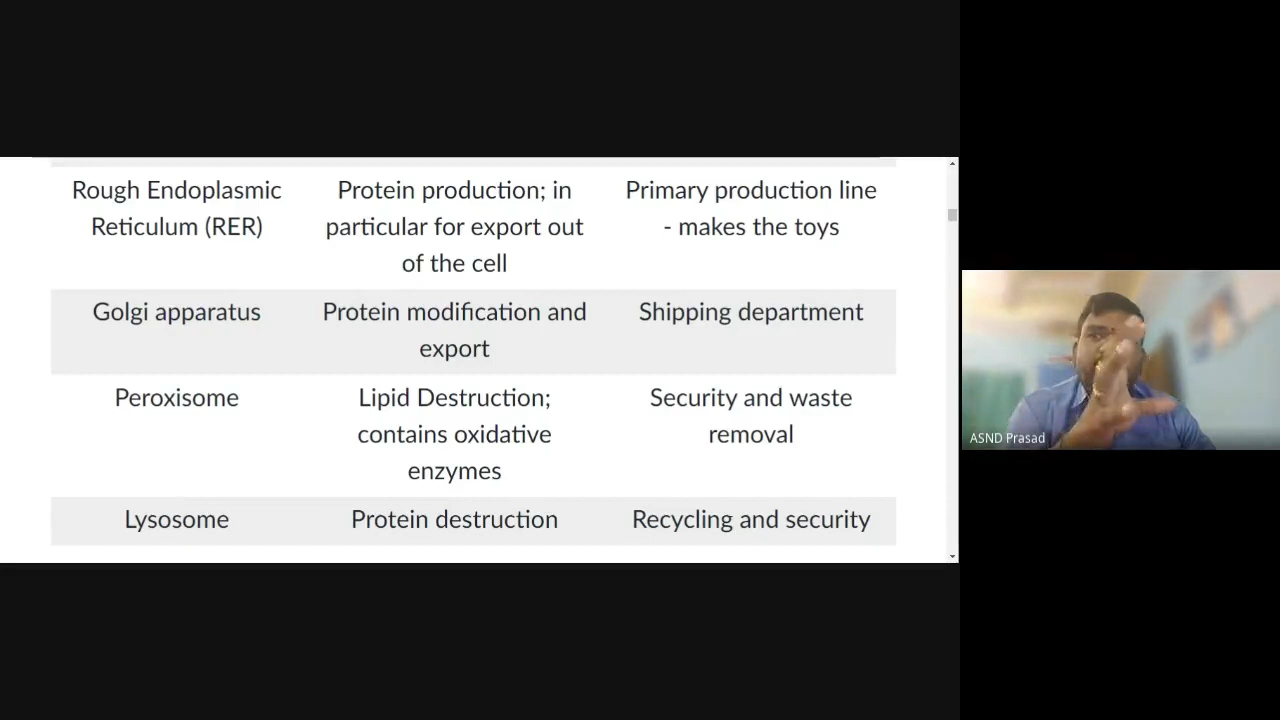 Rough Endoplasmic
Reticulum (RER)
Protein production; in
particular for export out
of the cell
Primary production line
- makes the toys
Golgi apparatus
Protein modification and
export
Shipping department
Peroxisome
Lipid Destruction;
contains oxidative
enzymes
Security and waste
removal
Lysosome
Protein destruction
Recycling and security
ASND Prasad